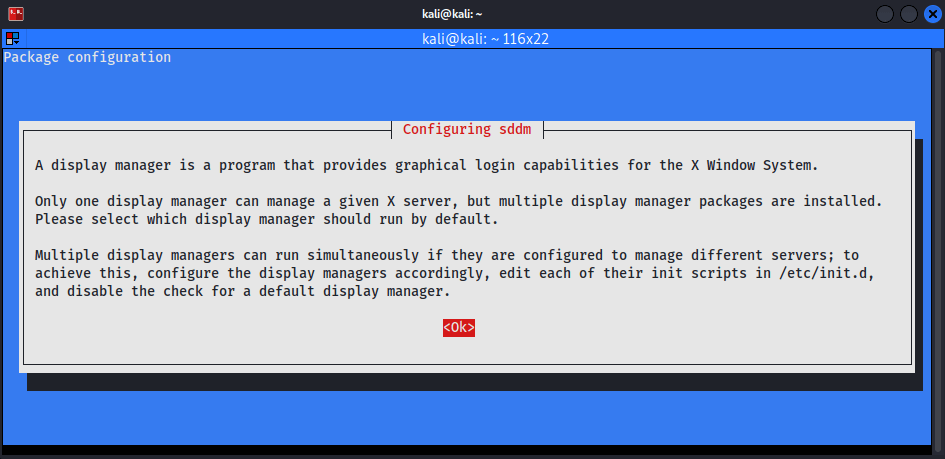 kali@kali: ~
kali@kali: ~ 116x22
Package configuration
Configuring sddm
A display manager is a program that provides graphical login capabilities for the X Window System.
Only one display manager can manage a given X server, but multiple display manager packages are installed.
Please select which display manager should run by default.
Multiple display managers can run simultaneously if they are configured to manage different servers; to
achieve this, configure the display managers accordingly, edit each of their init scripts in /etc/init.d,
and disable the check for a default display manager.
<Ok>